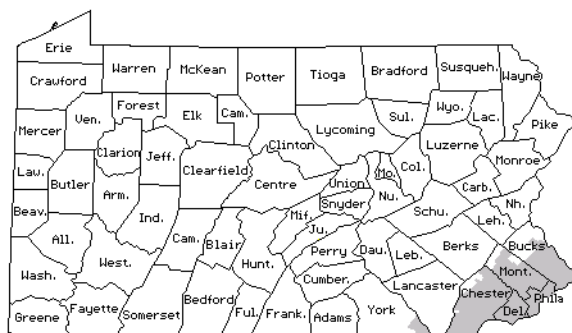 Erie
Crawford
Warren
McKean
Potter
Tioga
Bradford
Susqueh.
Wayne
Mercer
Ven.
Forest
Elk
Cam.
Lycoming
Sul.
Wyo.
Lac.
Pike
Law.
Butler
Clarion
Jeff.
Clearfield
Clinton
Centre
Union
Mo.
Col.
Luzerne
Monroe
Beav.
Arm.
Ind.
Snyder
Nu.
Carb.
Nh.
All.
Cam.
Blair
Mif.
Ju.
Schu.
Leh.
Wash.
West.
Hunt.
Perry
Dau.
Leb.
Berks
Bucks
Mont.
Greene
Fayette
Somerset
Bedford
Ful.
Frank.
Cumber.
Adams
York
Lancaster
Chester
Del.
Phila